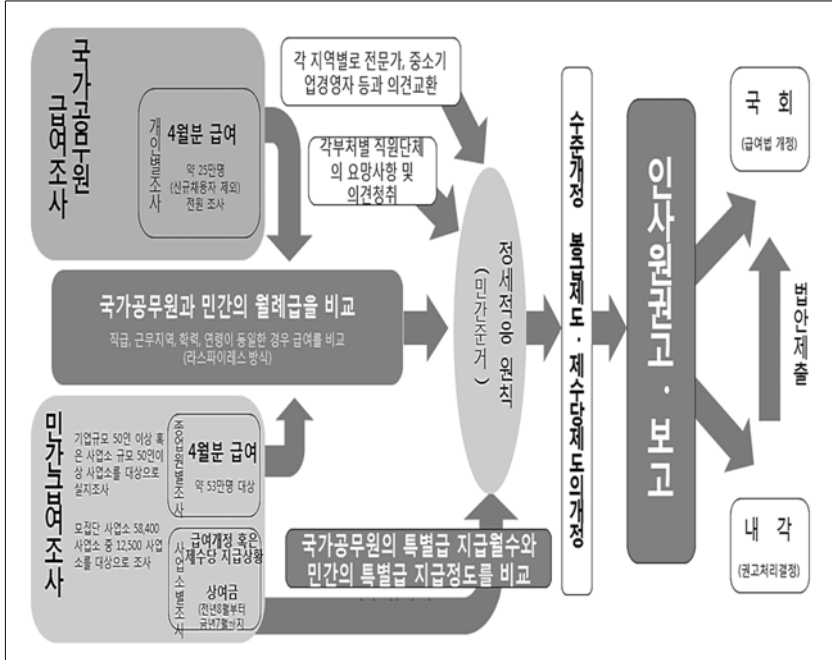 국가공무원
급여조사
개인별조사
4월분 급여
약 25만명
(신규채용자 제외)
전원 조사
각 지역별로 전문가, 중소기
업경영자 등과 의견교환
각부처별 직원단체
의 요망사항 및
의견청취
국가공무원과 민간의 월례급을 비교
직급, 근무지역, 학력, 연령이 동일한 경우 급여를 비교
(라스파이레스 방식)
민간급여조사
기업규모 50인 이상 혹
은 사업소 규모 50인이
상 사업소를 대상으로
실지조사
모집단 사업소 58,400
사업소 중 12,500 사업
소를 대상으로 조사
종업원별조사
4월분 급여
약 53만명 대상
사업소별조사
급여개정 혹은
제수당 지급상황
상여금
(전년8월부터
금년7월까지
국가공무원의 특별급 지급월수와
민간의 특별급 지급정도를 비교
정세적응 원칙
(민간준거)
수준개정 봉급제도·제수당제도의개정
인사원권고·보고
국 회
(급여법 개정)
법안제출
내 각
(권고처리결정)